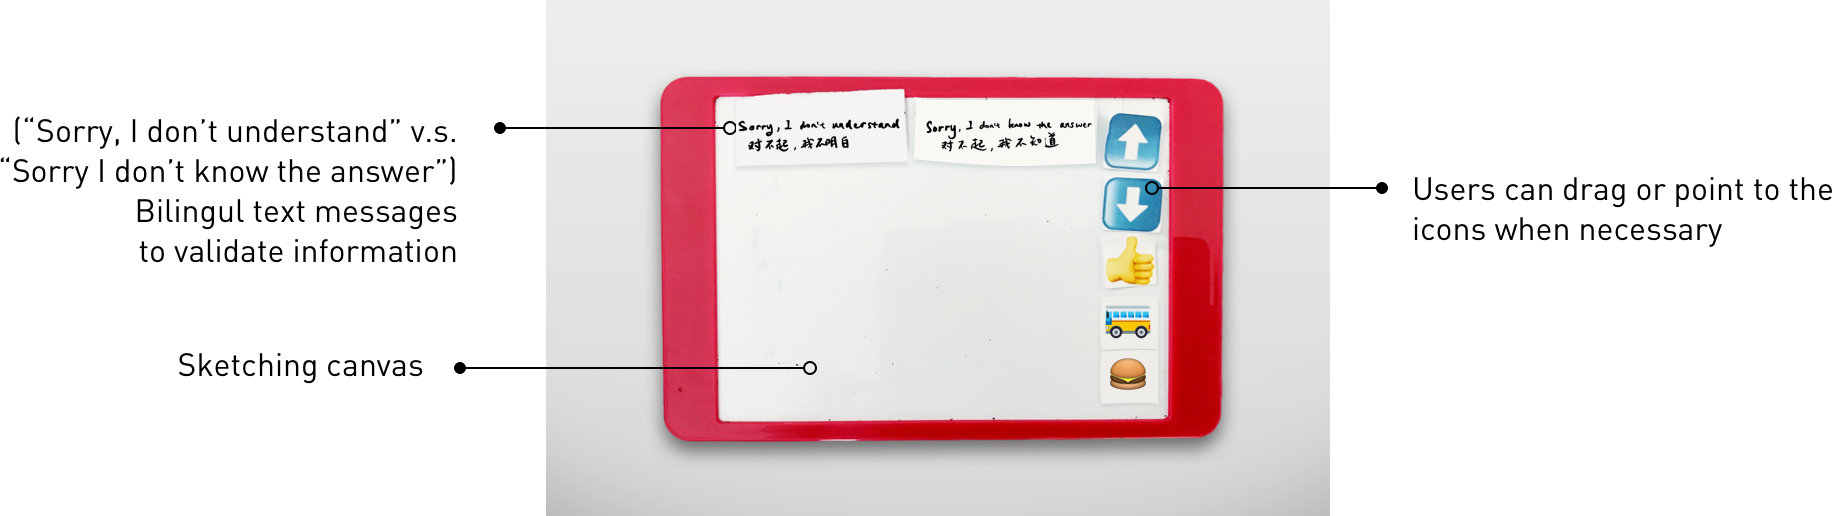 (“Sorry, I don’t understand” v.s.
“Sorry I don’t know the answer”)
Bilingul text messages
to validate information
Sketching canvas
Sorry, I don't understand
对不起，我不明白
Sorry, I don't know the answer
对不起，我不知道
Users can drag or point to the
icons when necessary